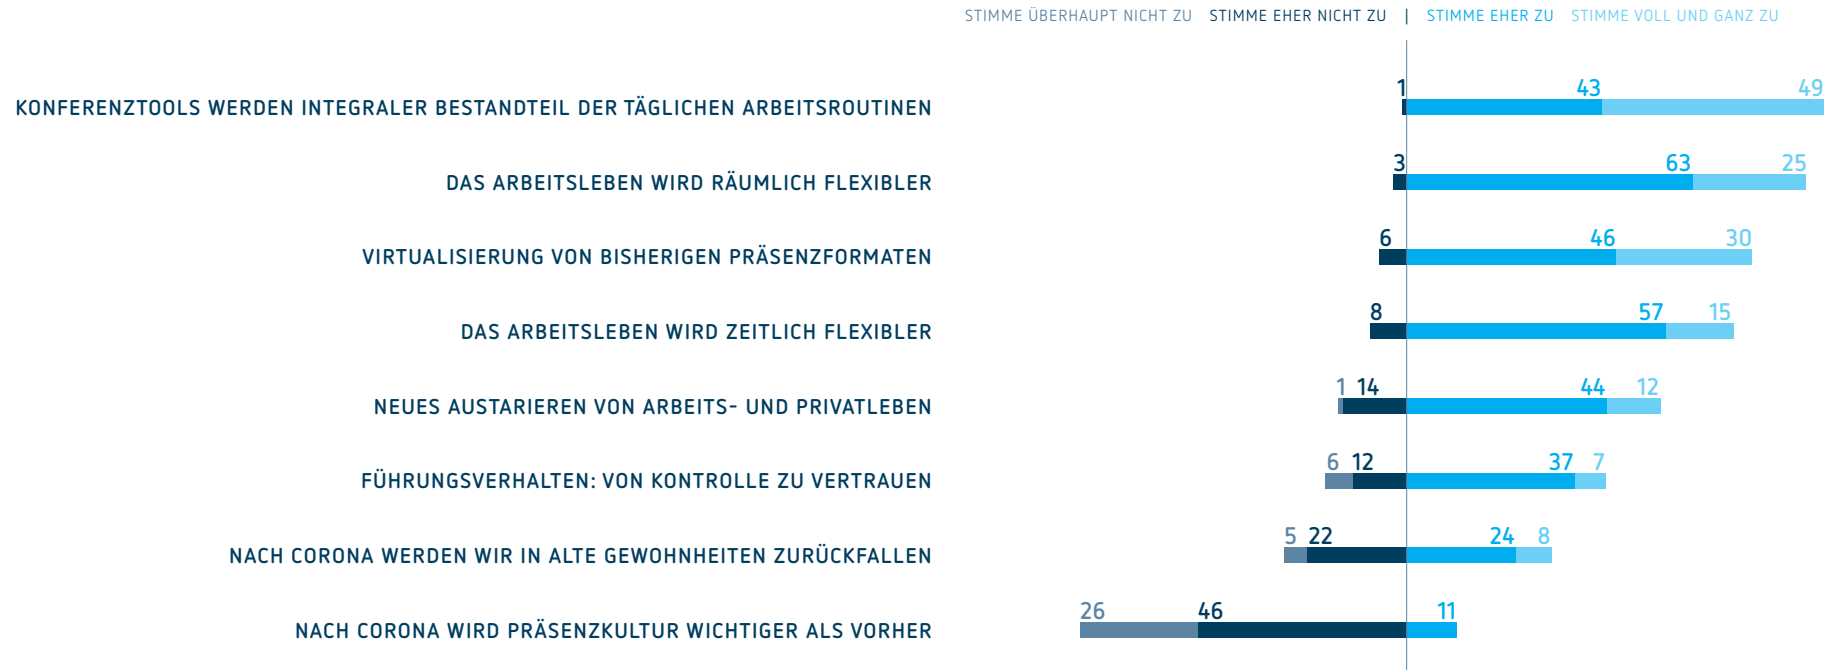 STIMME ÜBERHAUPT NICHT ZU STIMME EHER NICHT ZU | STIMME EHER ZU STIMME VOLL UND GANZ ZU
KONFERENZTOOLS WERDEN INTEGRALER BESTANDTEIL DER TÄGLICHEN ARBEITSROUTINEN 1 43 49
DAS ARBEITSLEBEN WIRD RÄUMLICH FLEXIBLER 3 63 25
VIRTUALISIERUNG VON BISHERIGEN PRÄSENZFORMATEN 6 46 30
DAS ARBEITSLEBEN WIRD ZEITLICH FLEXIBLER 8 57 15
NEUES AUSTARIEREN VON ARBEITS- UND PRIVATLEBEN 1 14 44 12
FÜHRUNGSVERHALTEN: VON KONTROLLE ZU VERTRAUEN 6 12 37 7
NACH CORONA WERDEN WIR IN ALTE GEWOHNHEITEN ZURÜCKFALLEN 5 22 24 8
NACH CORONA WIRD PRÄSENZKULTUR WICHTIGER ALS VORHER 26 46 11